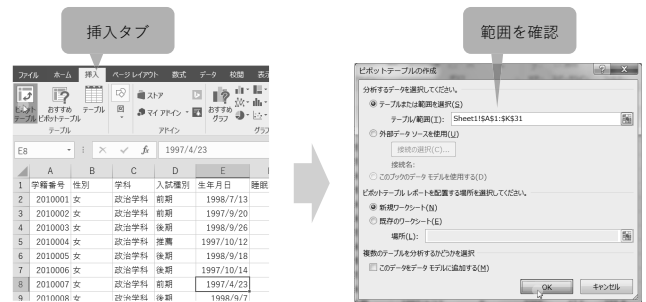 挿入タブ
範囲を確認
ファイル ホーム 挿入 ページ レイアウト 数式 データ 校閲 表示
ピボット
テーブル
おすすめ
ピボットテーブル
テーブル
ストア
マイ アドイン
おすすめ
グラフ
テーブル アドイン グラフ
E8 fx 1997/4/23
A B C D E
1 学籍番号 性別 学科 入試種別 生年月日 睡眠
2 2010001 女 政治学科 前期 1998/7/13
3 2010002 女 政治学科 前期 1997/9/20
4 2010003 女 政治学科 後期 1998/9/26
5 2010004 女 政治学科 推薦 1997/10/12
6 2010005 女 政治学科 後期 1998/9/18
7 2010006 女 政治学科 後期 1997/10/14
8 2010007 女 政治学科 前期 1997/4/23
9 2010008 女 政治学科 後期 1998/9/7
ピボットテーブルの作成
分析するデータを選択してください。
テーブルまたは範囲を選択(S)
テーブル/範囲(T): Sheet1!$A$1:$K$31
外部データ ソースを使用(U)
接続の選択(C)...
接続名:
このブックのデータ モデルを使用する(D)
ピボットテーブル レポートを配置する場所を選択してください。
新規ワークシート(N)
既存のワークシート(E)
場所(L):
複数のテーブルを分析するかどうかを選択
このデータをデータ モデルに追加する(M)
OK キャンセル